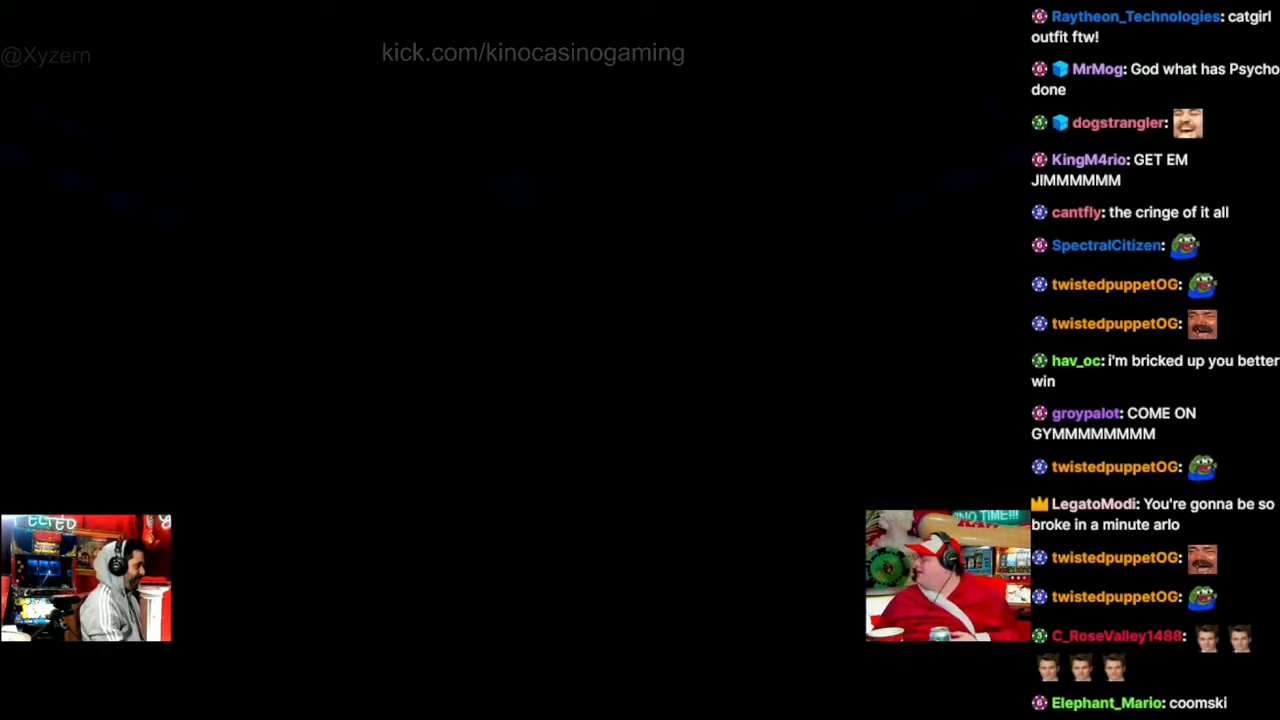 @Xyzern
kick.com/kinocasinogaming
Raytheon_Technologies: catgirl
outfit ftw!
MrMog: God what has Psycho
done
dogstrangler:
KingM4rio: GET EM
JIMMMMMM
cantfly: the cringe of it all
SpectralCitizen:
twistedpuppetOG:
twistedpuppetOG:
hav_oc: i'm bricked up you better
win
groypalot: COME ON
GYMMMMMMMM
twistedpuppetOG:
LegatoModi: You're gonna be so
broke in a minute arlo
twistedpuppetOG:
twistedpuppetOG:
C_RoseValley1488:
Elephant_Mario: coomski
ELTED
TIME!!!